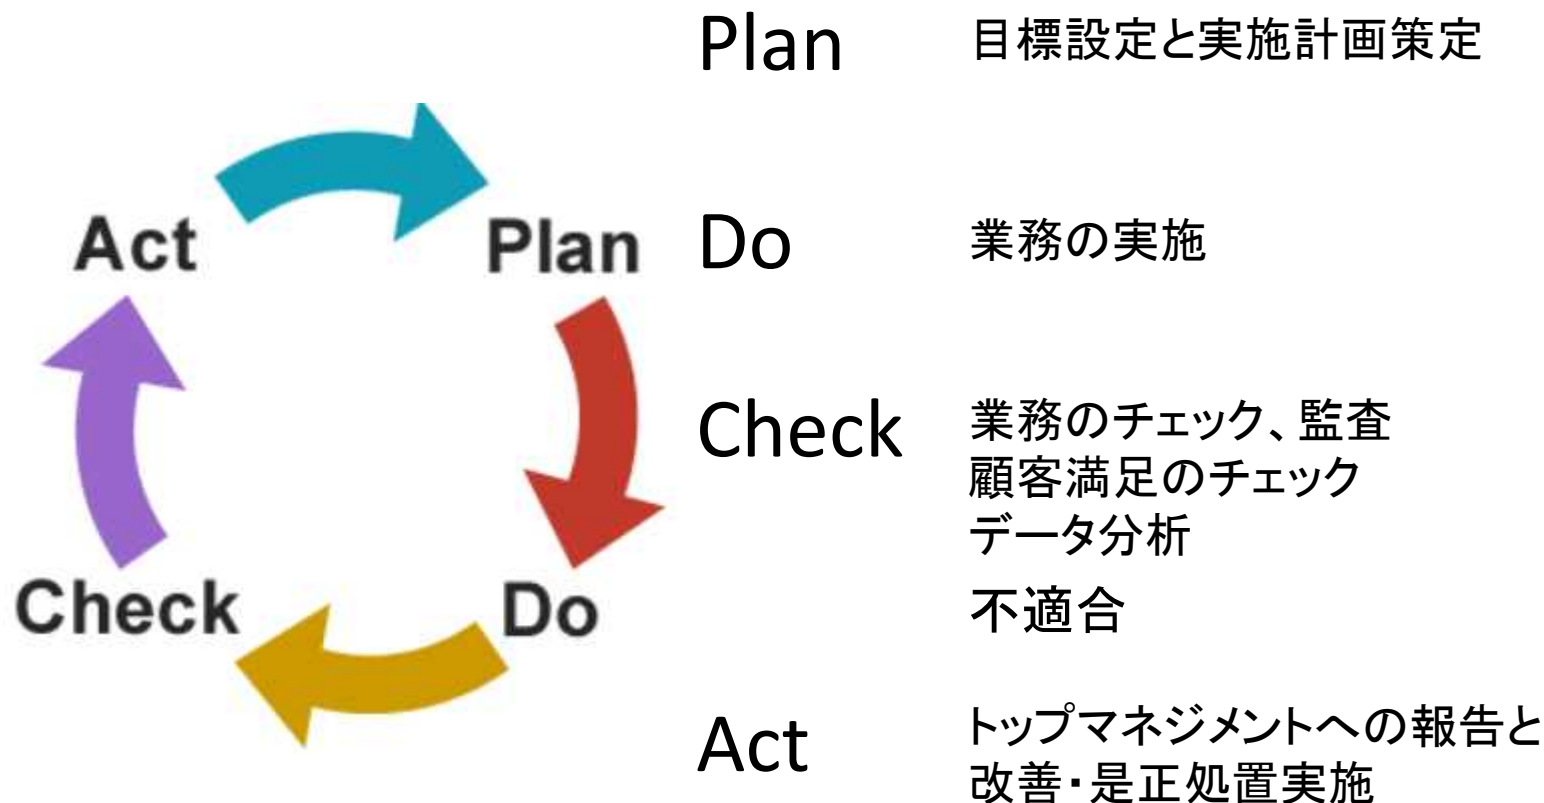 Act
Plan
Check
Do
Plan 目標設定と実施計画策定
Do 業務の実施
Check 業務のチェック、監査
顧客満足のチェック
データ分析
不適合
Act トップマネジメントへの報告と
改善・是正処置実施